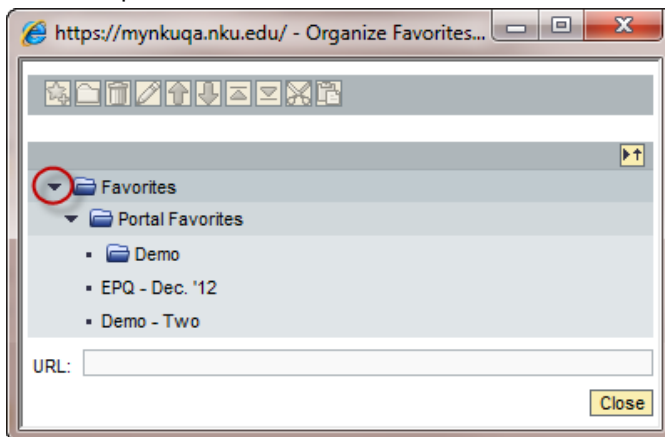 https://mynkuqa.nku.edu/ - Organize Favorites...
Favorites
Portal Favorites
Demo
EPQ - Dec. '12
Demo - Two
URL:
Close